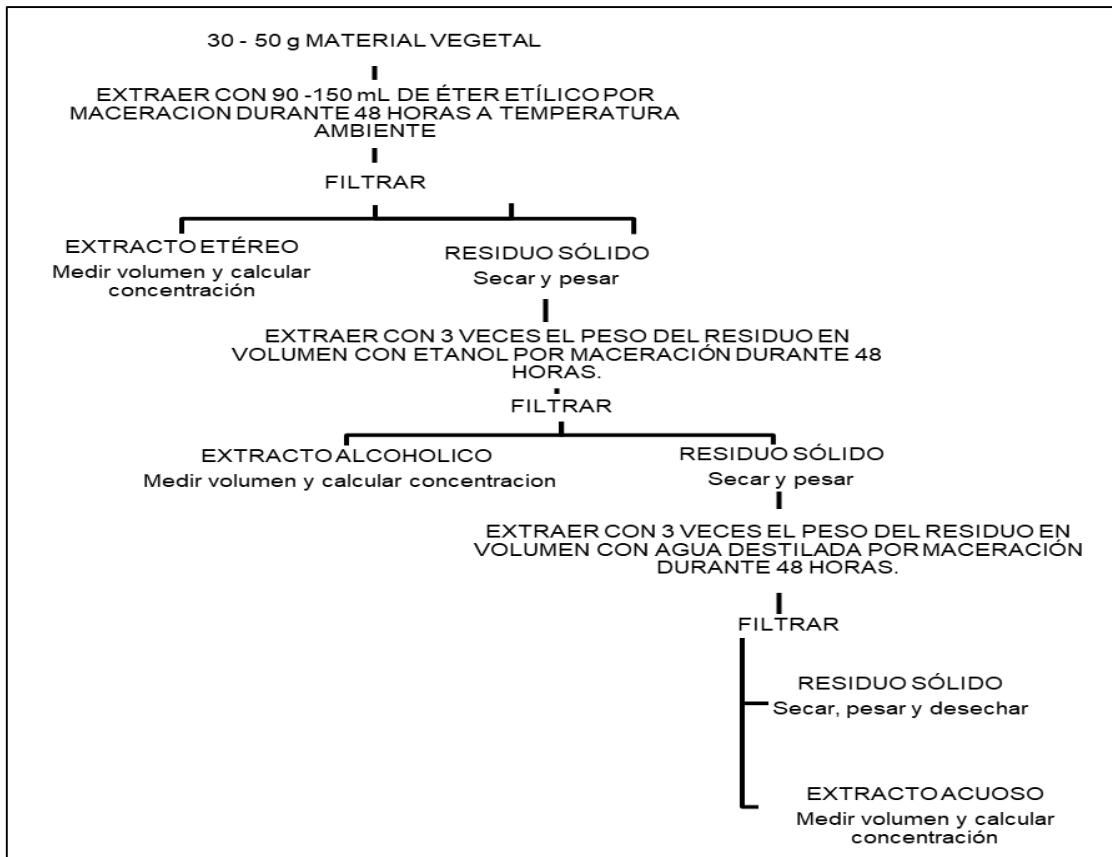 30 - 50 g MATERIAL VEGETAL
EXTRAER CON 90 -150 mL DE ÉTER ETÍLICO POR
MACERACION DURANTE 48 HORAS A TEMPERATURA
AMBIENTE
FILTRAR
EXTRACTO ETÉREO
Medir volumen y calcular
concentración
RESIDUO SÓLIDO
Secar y pesar
EXTRAER CON 3 VECES EL PESO DEL RESIDUO EN
VOLUMEN CON ETANOL POR MACERACIÓN DURANTE 48
HORAS.
FILTRAR
EXTRACTO ALCOHOLICO
Medir volumen y calcular concentracion
RESIDUO SÓLIDO
Secar y pesar
EXTRAER CON 3 VECES EL PESO DEL RESIDUO EN
VOLUMEN CON AGUA DESTILADA POR MACERACIÓN
DURANTE 48 HORAS.
FILTRAR
RESIDUO SÓLIDO
Secar, pesar y desechar
EXTRACTO ACUOSO
Medir volumen y calcular
concentración